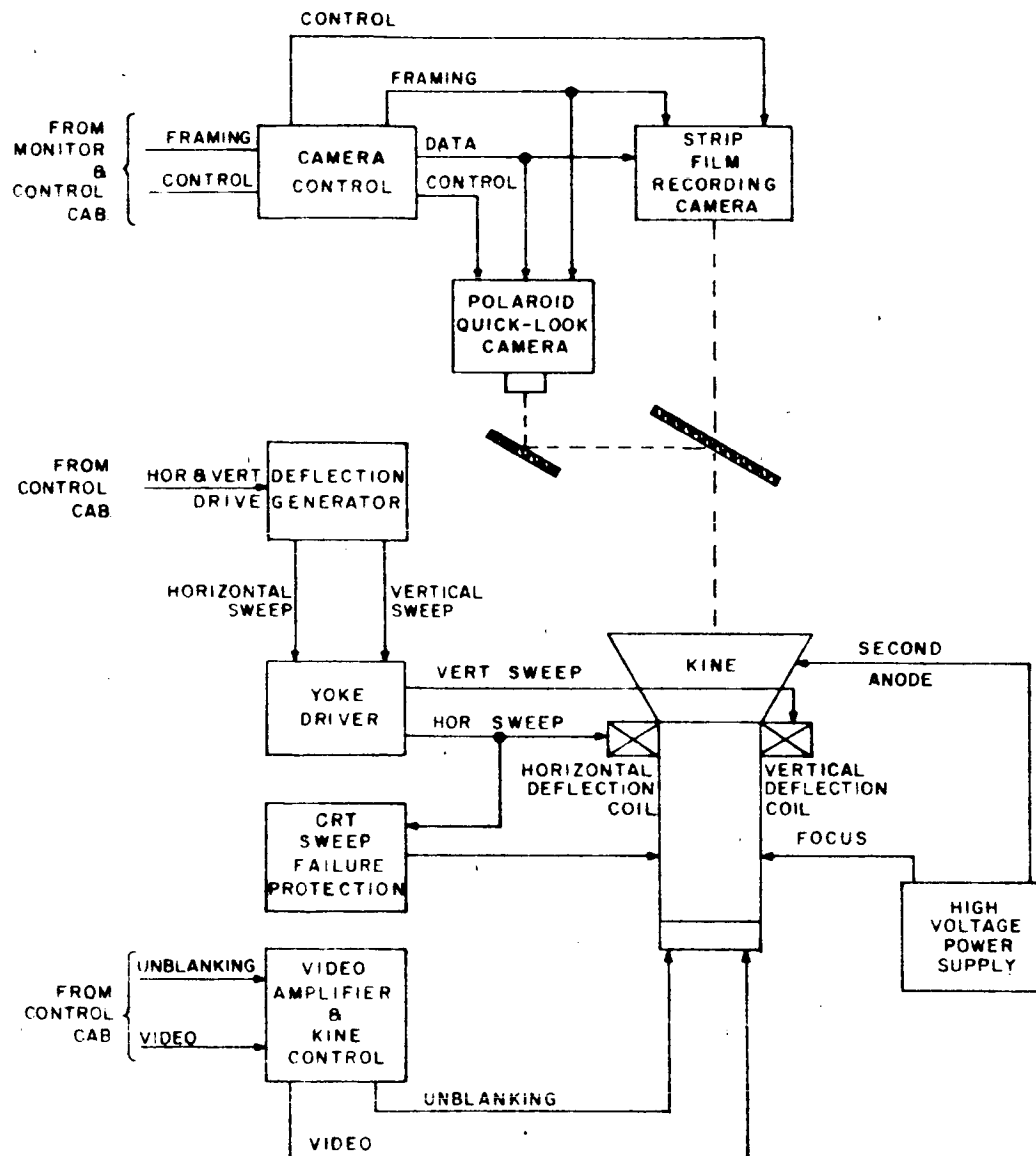 CONTROL
FRAMING
FROM
MONITOR
&
CONTROL
CAB.
FRAMING
CONTROL
CAMERA
CONTROL
DATA
CONTROL
STRIP
FILM
RECORDING
CAMERA
POLAROID
QUICK-LOOK
CAMERA
FROM
CONTROL
CAB.
HOR & VERT
DRIVE
DEFLECTION
GENERATOR
HORIZONTAL
SWEEP
VERTICAL
SWEEP
YOKE
DRIVER
VERT SWEEP
HOR SWEEP
KINE
SECOND
ANODE
HORIZONTAL
DEFLECTION
COIL
VERTICAL
DEFLECTION
COIL
CRT
SWEEP
FAILURE
PROTECTION
FOCUS
HIGH
VOLTAGE
POWER
SUPPLY
FROM
CONTROL
CAB
UNBLANKING
VIDEO
VIDEO
AMPLIFIER
&
KINE
CONTROL
UNBLANKING
VIDEO